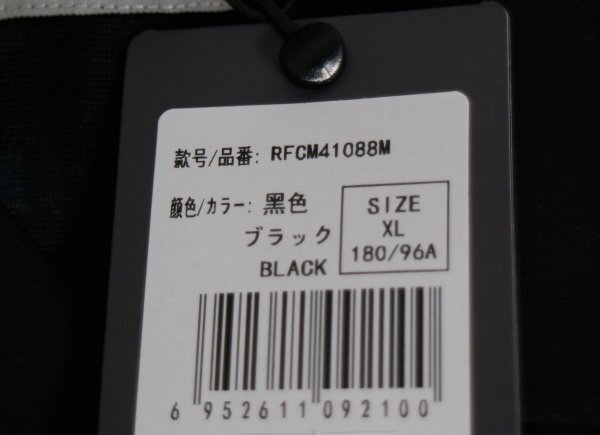 款号/品番: RFCM41088M
颜色/カラー: 黑色
ブラック
BLACK
SIZE
XL
180/96A
6 952611 092100